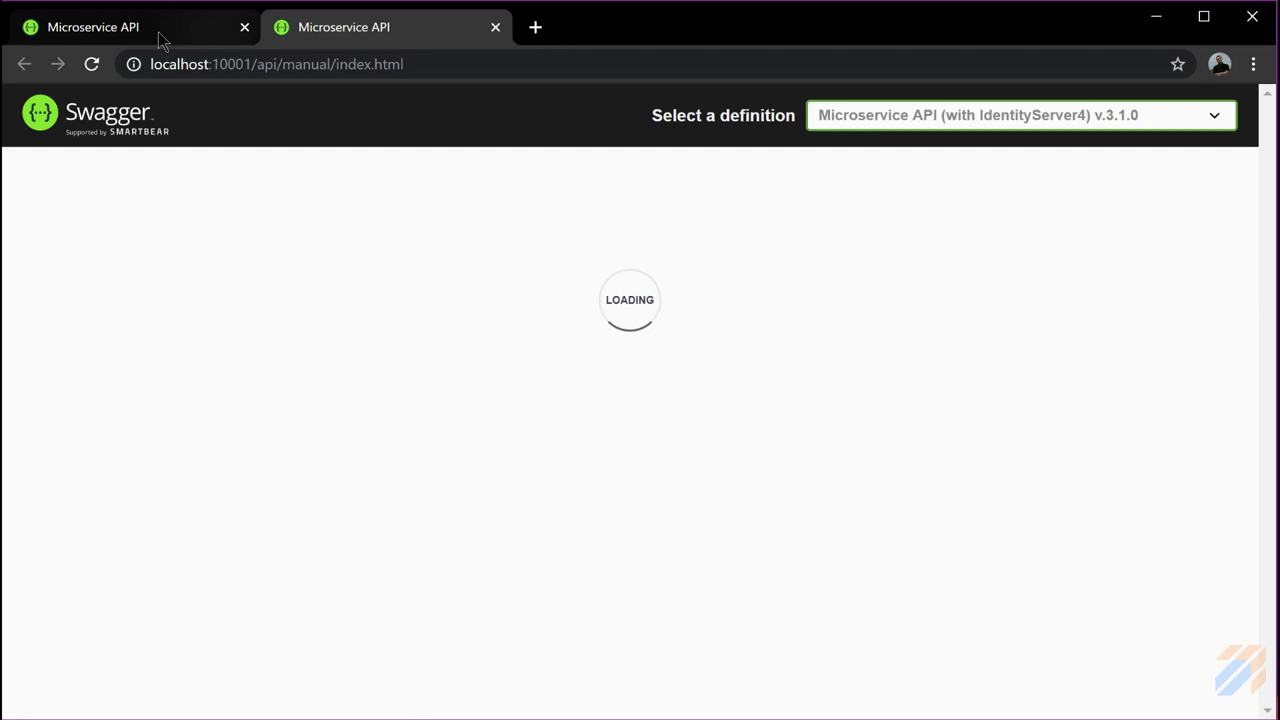 Microservice API
Microservice API
localhost:10001/api/manual/index.html
Swagger
Supported by SMARTBEAR
Select a definition
Microservice API (with IdentityServer4) v.3.1.0
LOADING